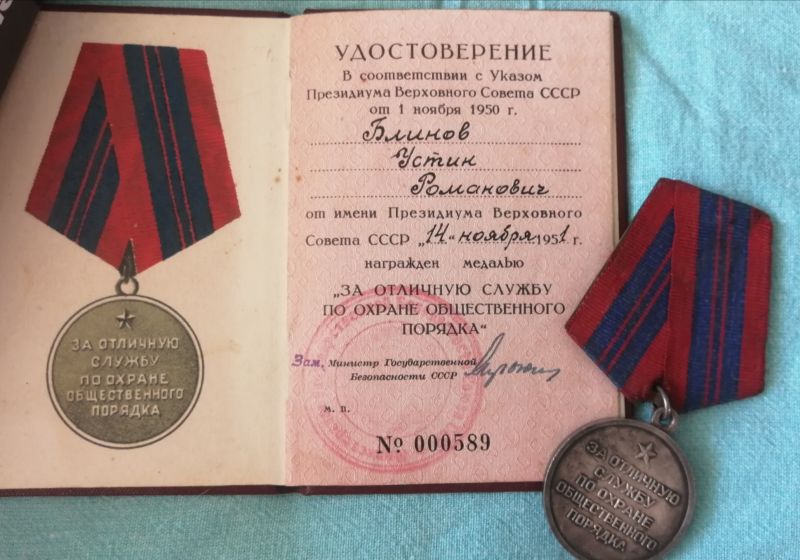 ЗА ОТЛИЧНУЮ
СЛУЖБУ
ПО ОХРАНЕ
ОБЩЕСТВЕННОГО
ПОРЯДКА
УДОСТОВЕРЕНИЕ
В соответствии с Указом
Президиума Верховного Совета СССР
от 1 ноября 1950 г.
Блинов
Устин
Романович
от имени Президиума Верховного
Совета СССР „14“ ноября 1951 г.
награжден медалью
„ЗА ОТЛИЧНУЮ СЛУЖБУ
ПО ОХРАНЕ ОБЩЕСТВЕННОГО
ПОРЯДКА“
Зам. Министр Государственной
Безопасности СССР
м. п.
№ 000589
ЗА ОТЛИЧНУЮ
СЛУЖБУ
ПО ОХРАНЕ
ОБЩЕСТВЕННОГО
ПОРЯДКА